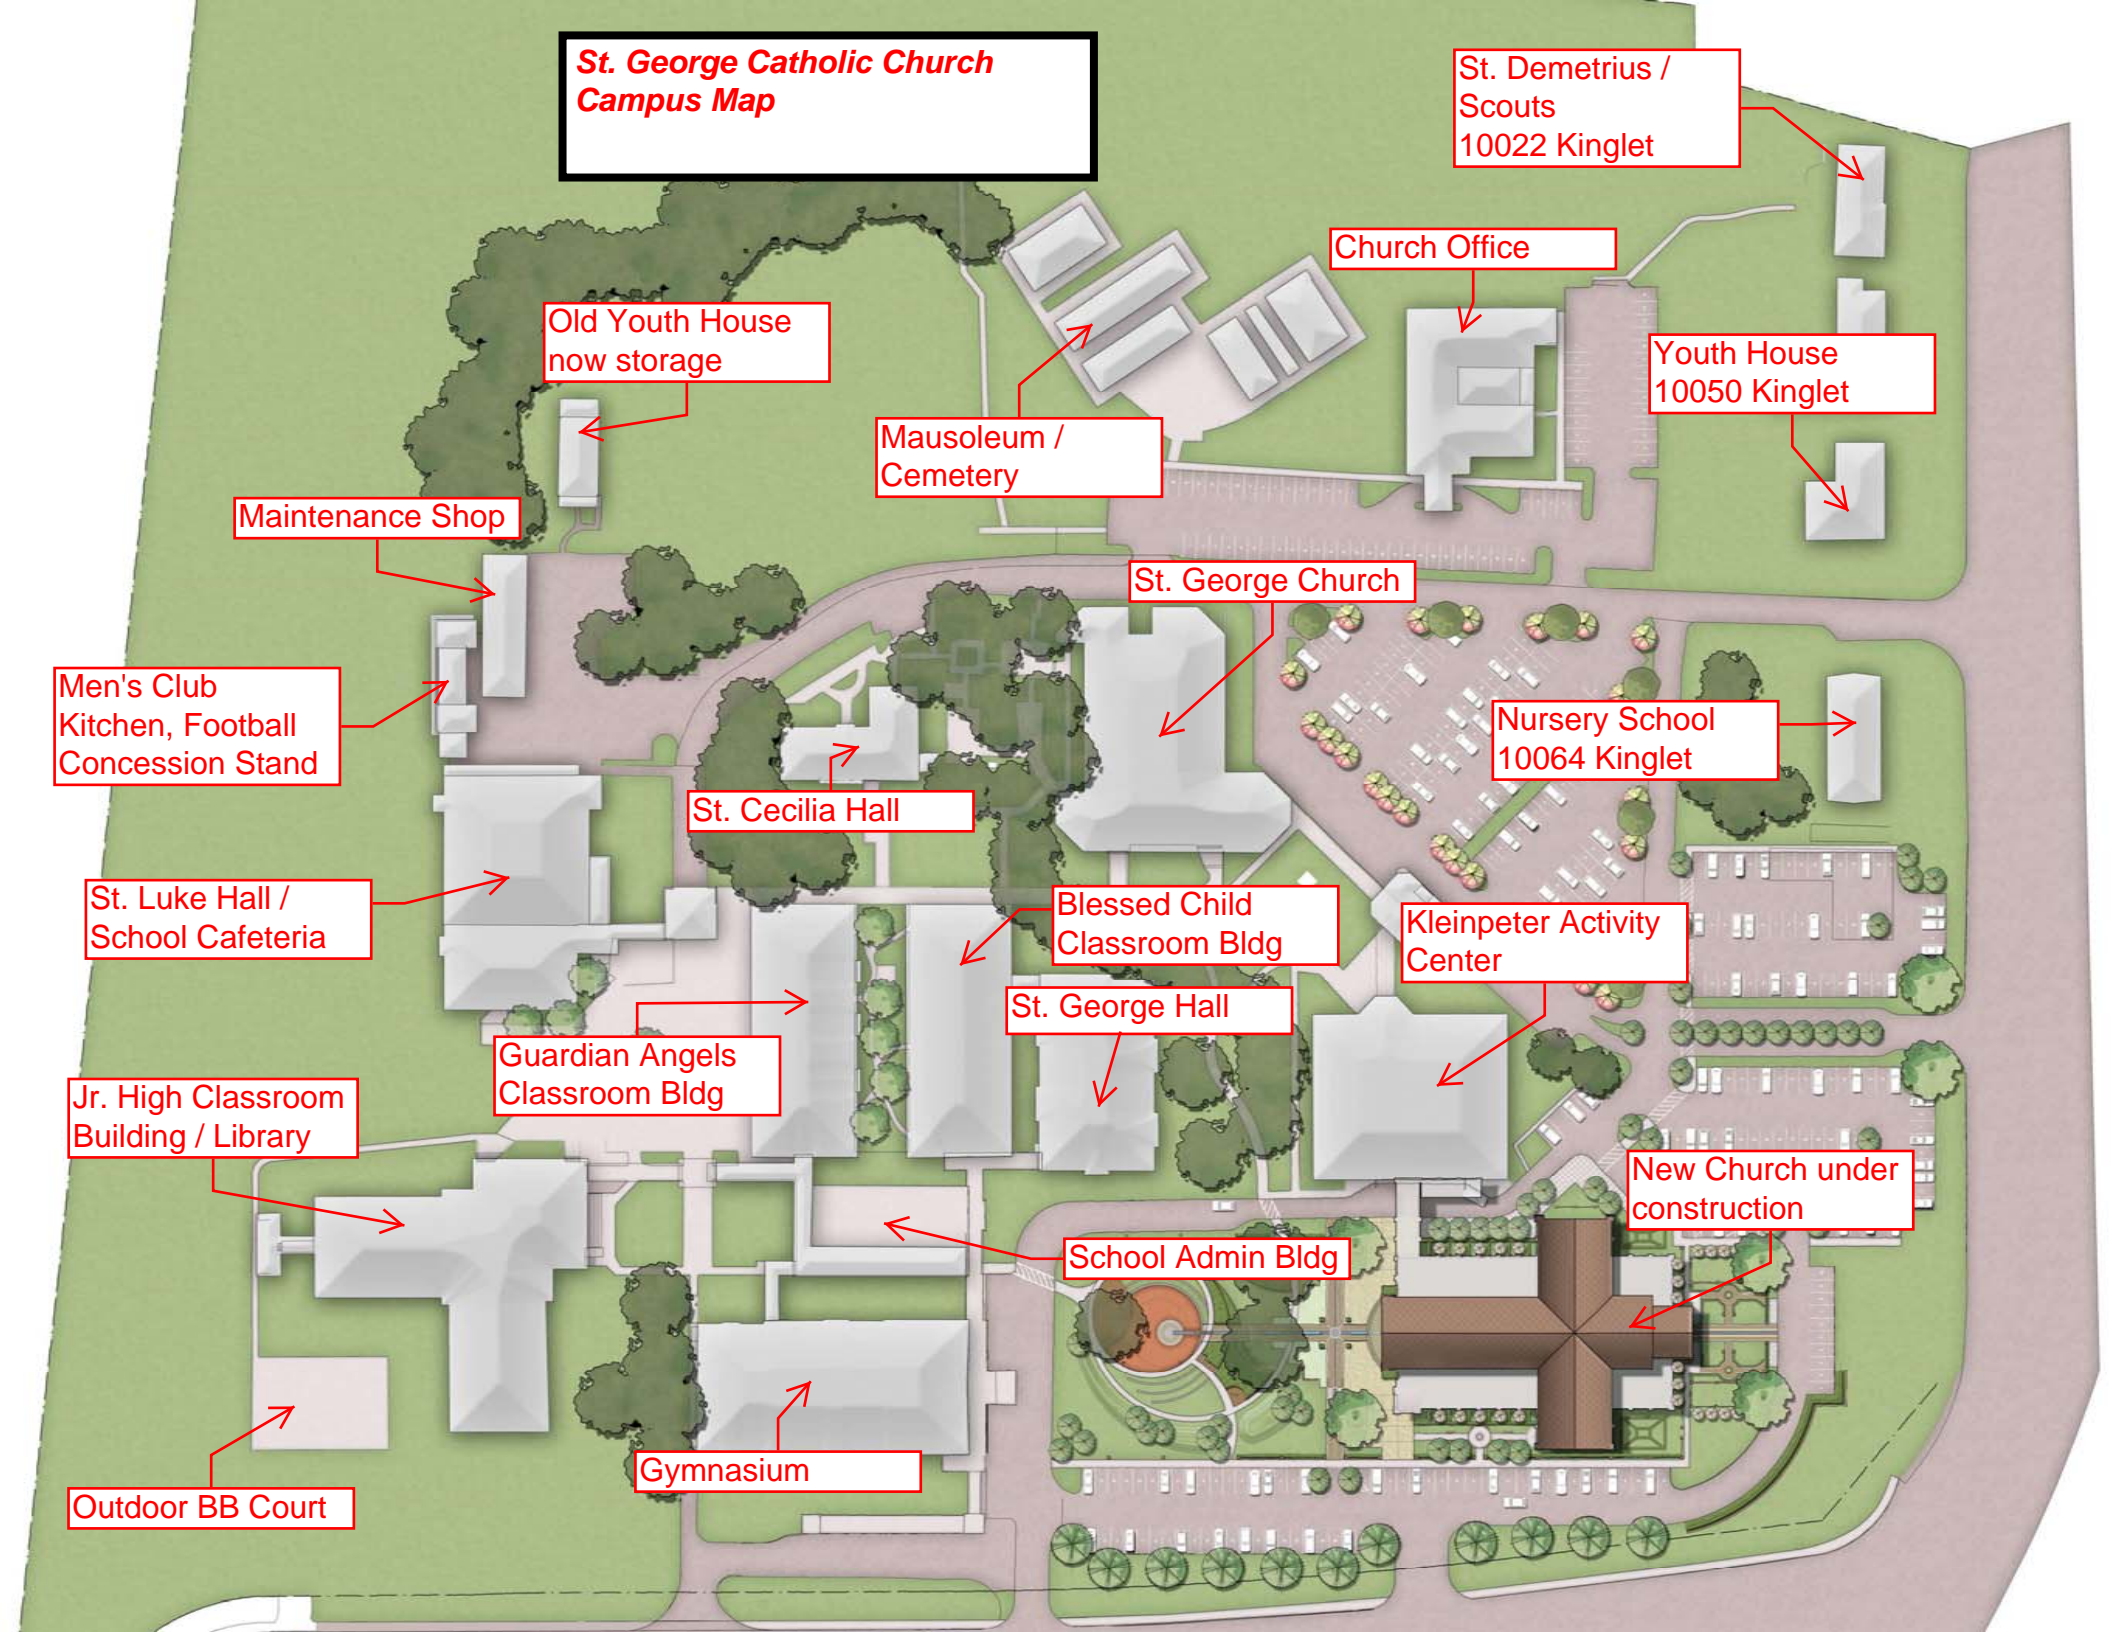 St. George Catholic Church
Campus Map
St. Demetrius /
Scouts
10022 Kinglet
Church Office
Old Youth House
now storage
Youth House
10050 Kinglet
Mausoleum /
Cemetery
Maintenance Shop
St. George Church
Men's Club
Kitchen, Football
Concession Stand
Nursery School
10064 Kinglet
St. Cecilia Hall
St. Luke Hall /
School Cafeteria
Blessed Child
Classroom Bldg
Kleinpeter Activity
Center
St. George Hall
Guardian Angels
Classroom Bldg
Jr. High Classroom
Building / Library
New Church under
construction
School Admin Bldg
Gymnasium
Outdoor BB Court